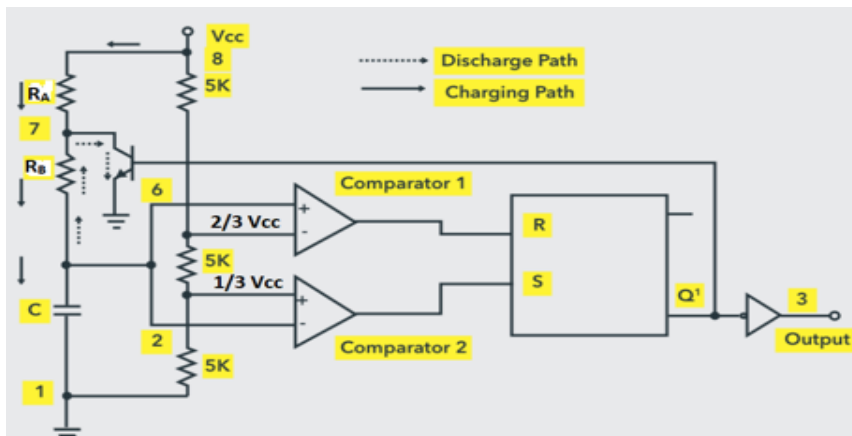 Vcc
8
Discharge Path
5K
Charging Path
RA
7
RB
6
Comparator 1
+
2/3 Vcc
-
R
5K
1/3 Vcc
S
+
Q¹
3
C
-
2
Output
Comparator 2
5K
1